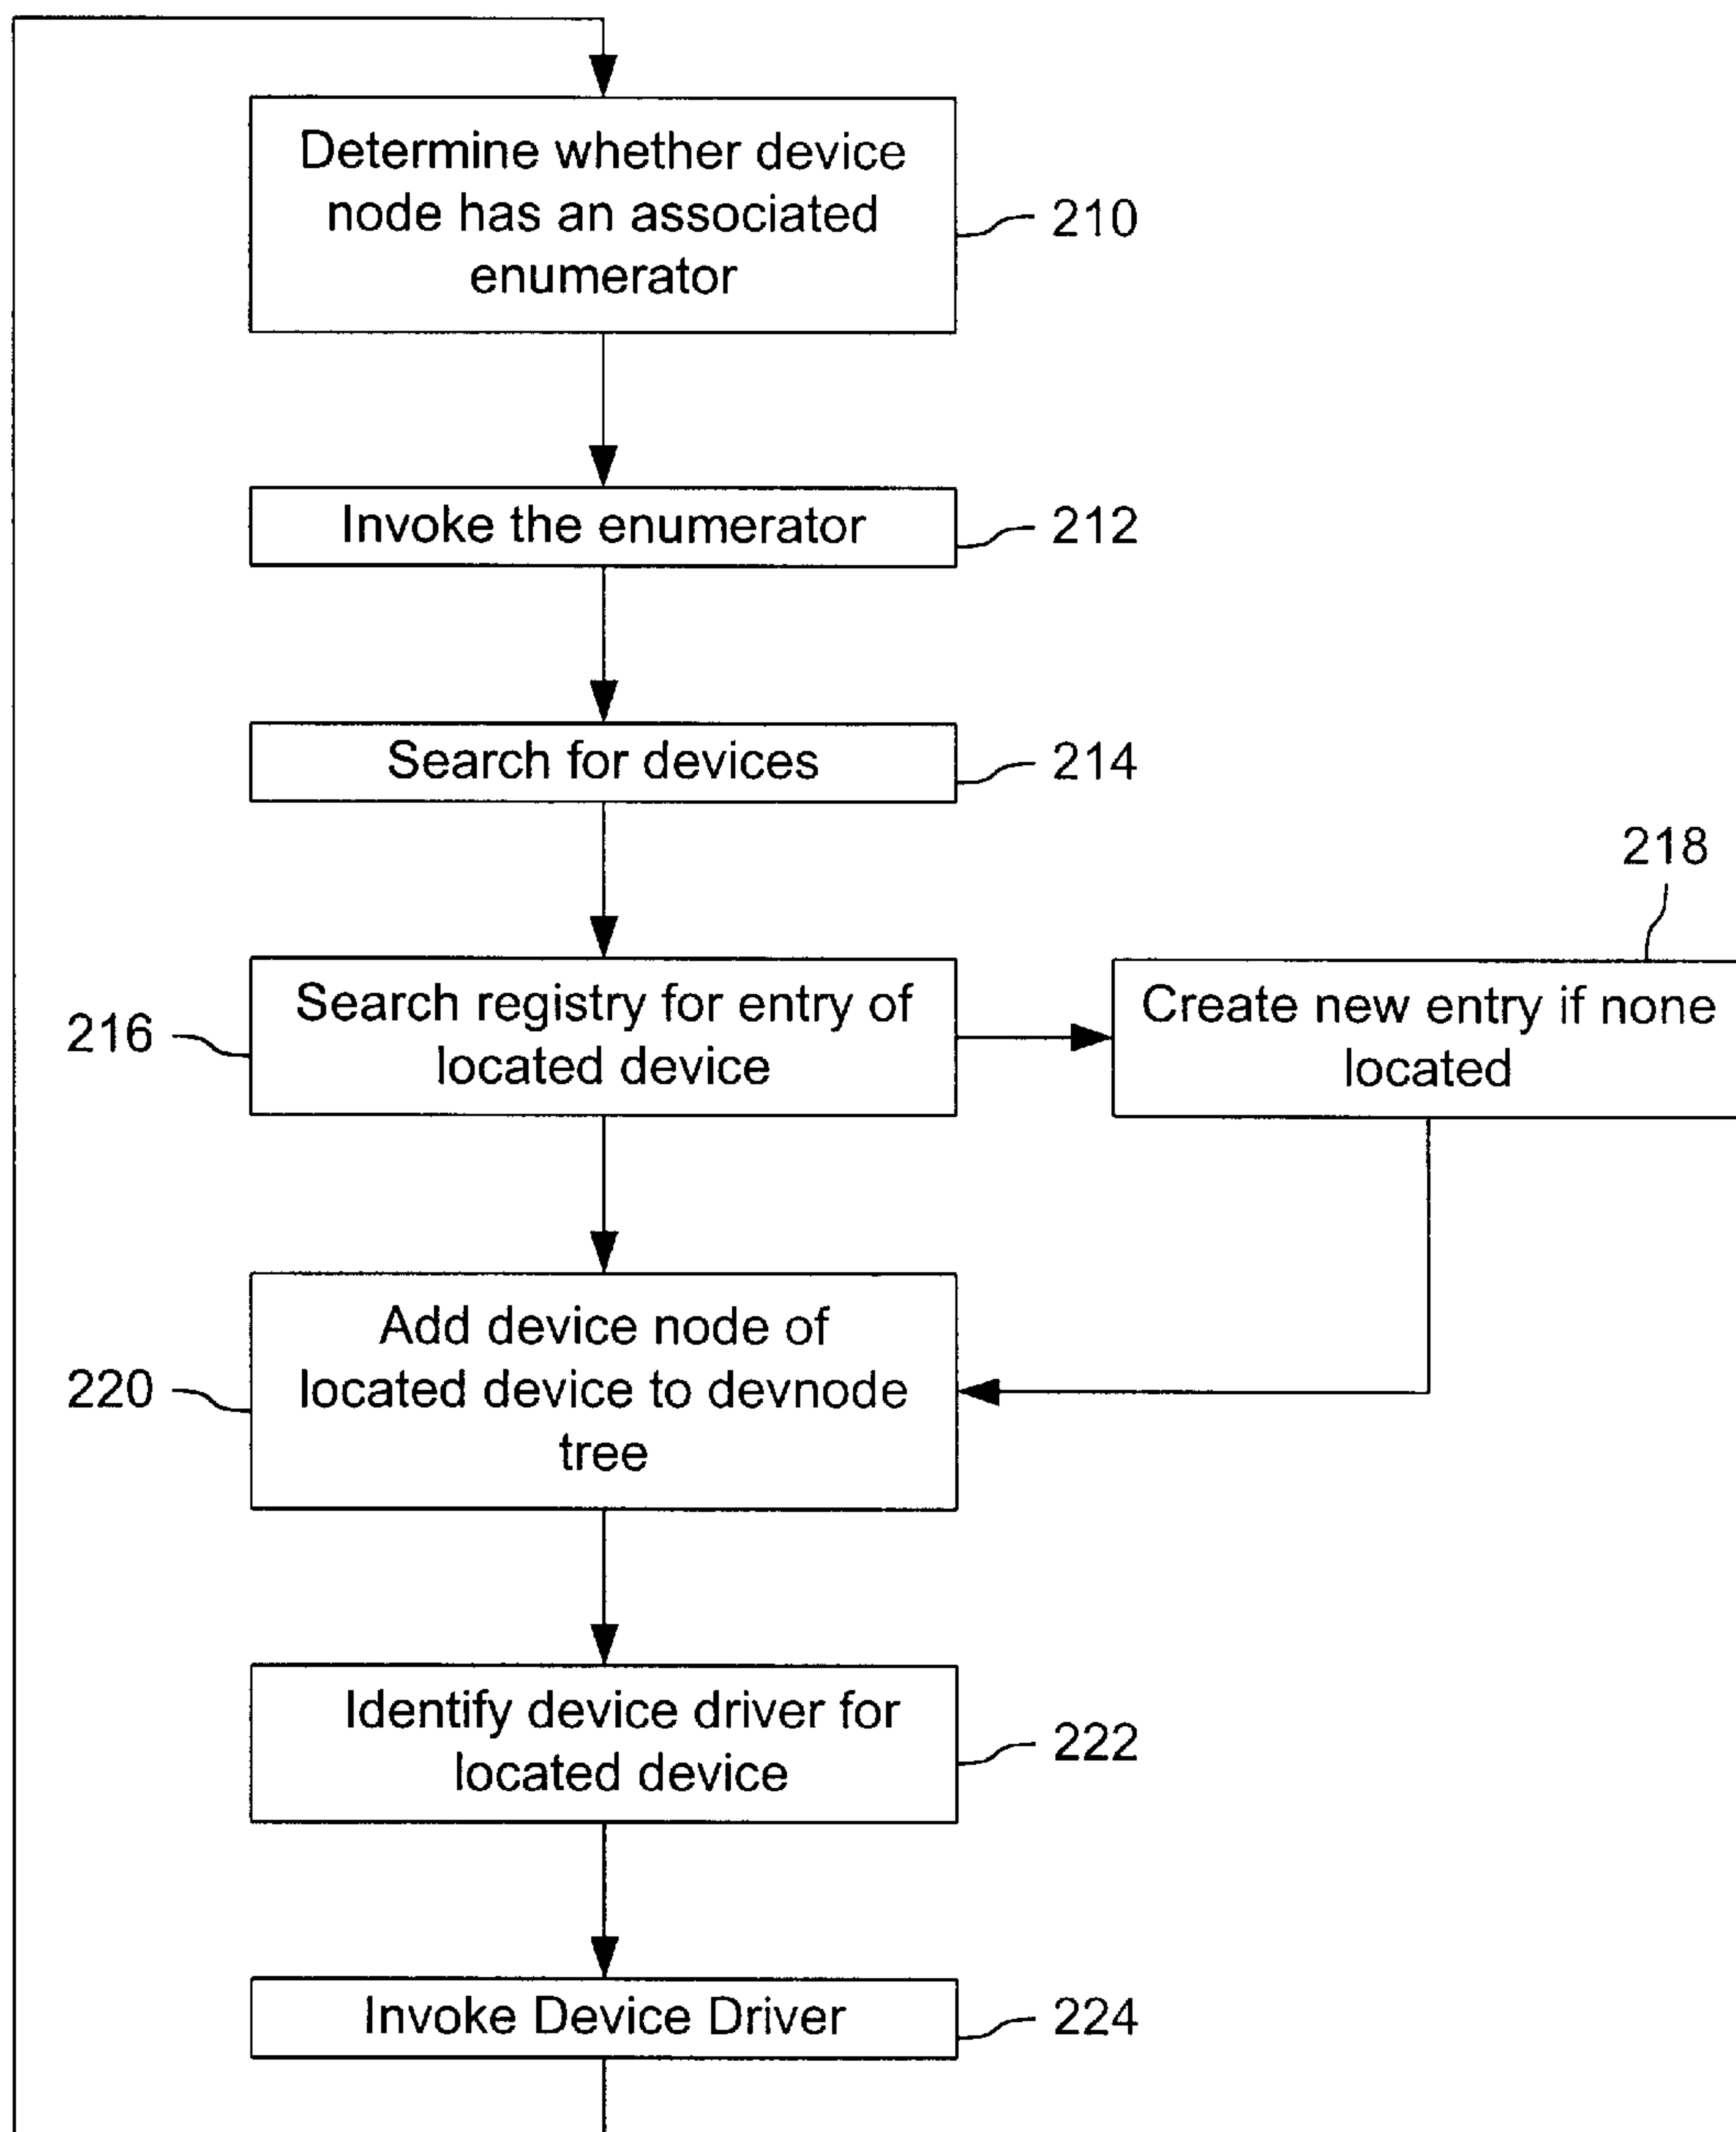 Determine whether device
node has an associated
enumerator
210
Invoke the enumerator
212
Search for devices
214
218
Search registry for entry of
located device
216
Create new entry if none
located
Add device node of
located device to devnode
tree
220
Identify device driver for
located device
222
Invoke Device Driver
224